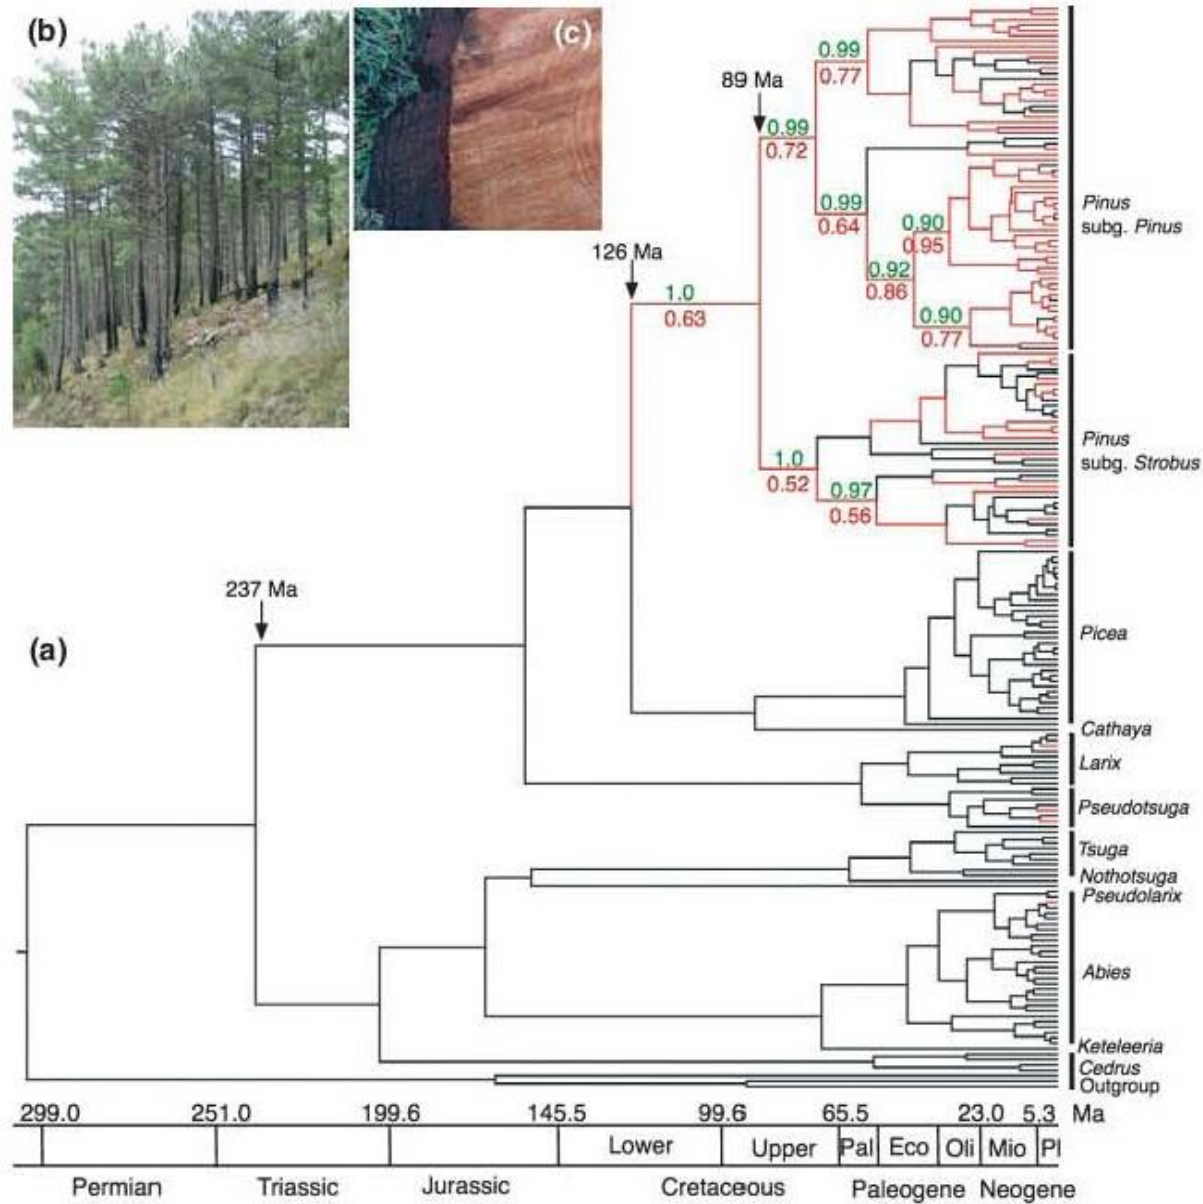 (b)
(c)
0.99
0.77
89 Ma
0.99
0.72
0.99
0.64
0.90
0.95
0.92
0.86
0.90
0.77
Pinus
subg. Pinus
126 Ma
1.0
0.63
1.0
0.52
0.97
0.56
Pinus
subg. Strobus
237 Ma
(a)
Picea
Cathaya
Larix
Pseudotsuga
Tsuga
Nothotsuga
Pseudolarix
Abies
Keteleeria
Cedrus
Outgroup
299.0 251.0 199.6 145.5 99.6 65.5 23.0 5.3 Ma
Lower Upper Pal Eco Oli Mio Pl
Permian Triassic Jurassic Cretaceous Paleogene Neogene